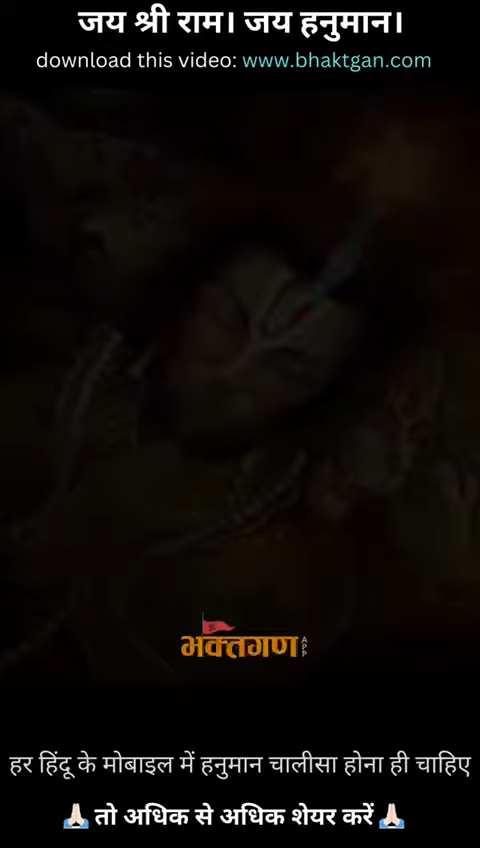 जय श्री राम। जय हनुमान।
download this video: www.bhaktgan.com
भक्तगण APP
हर हिंदू के मोबाइल में हनुमान चालीसा होना ही चाहिए
🙏🏻 तो अधिक से अधिक शेयर करें 🙏🏻